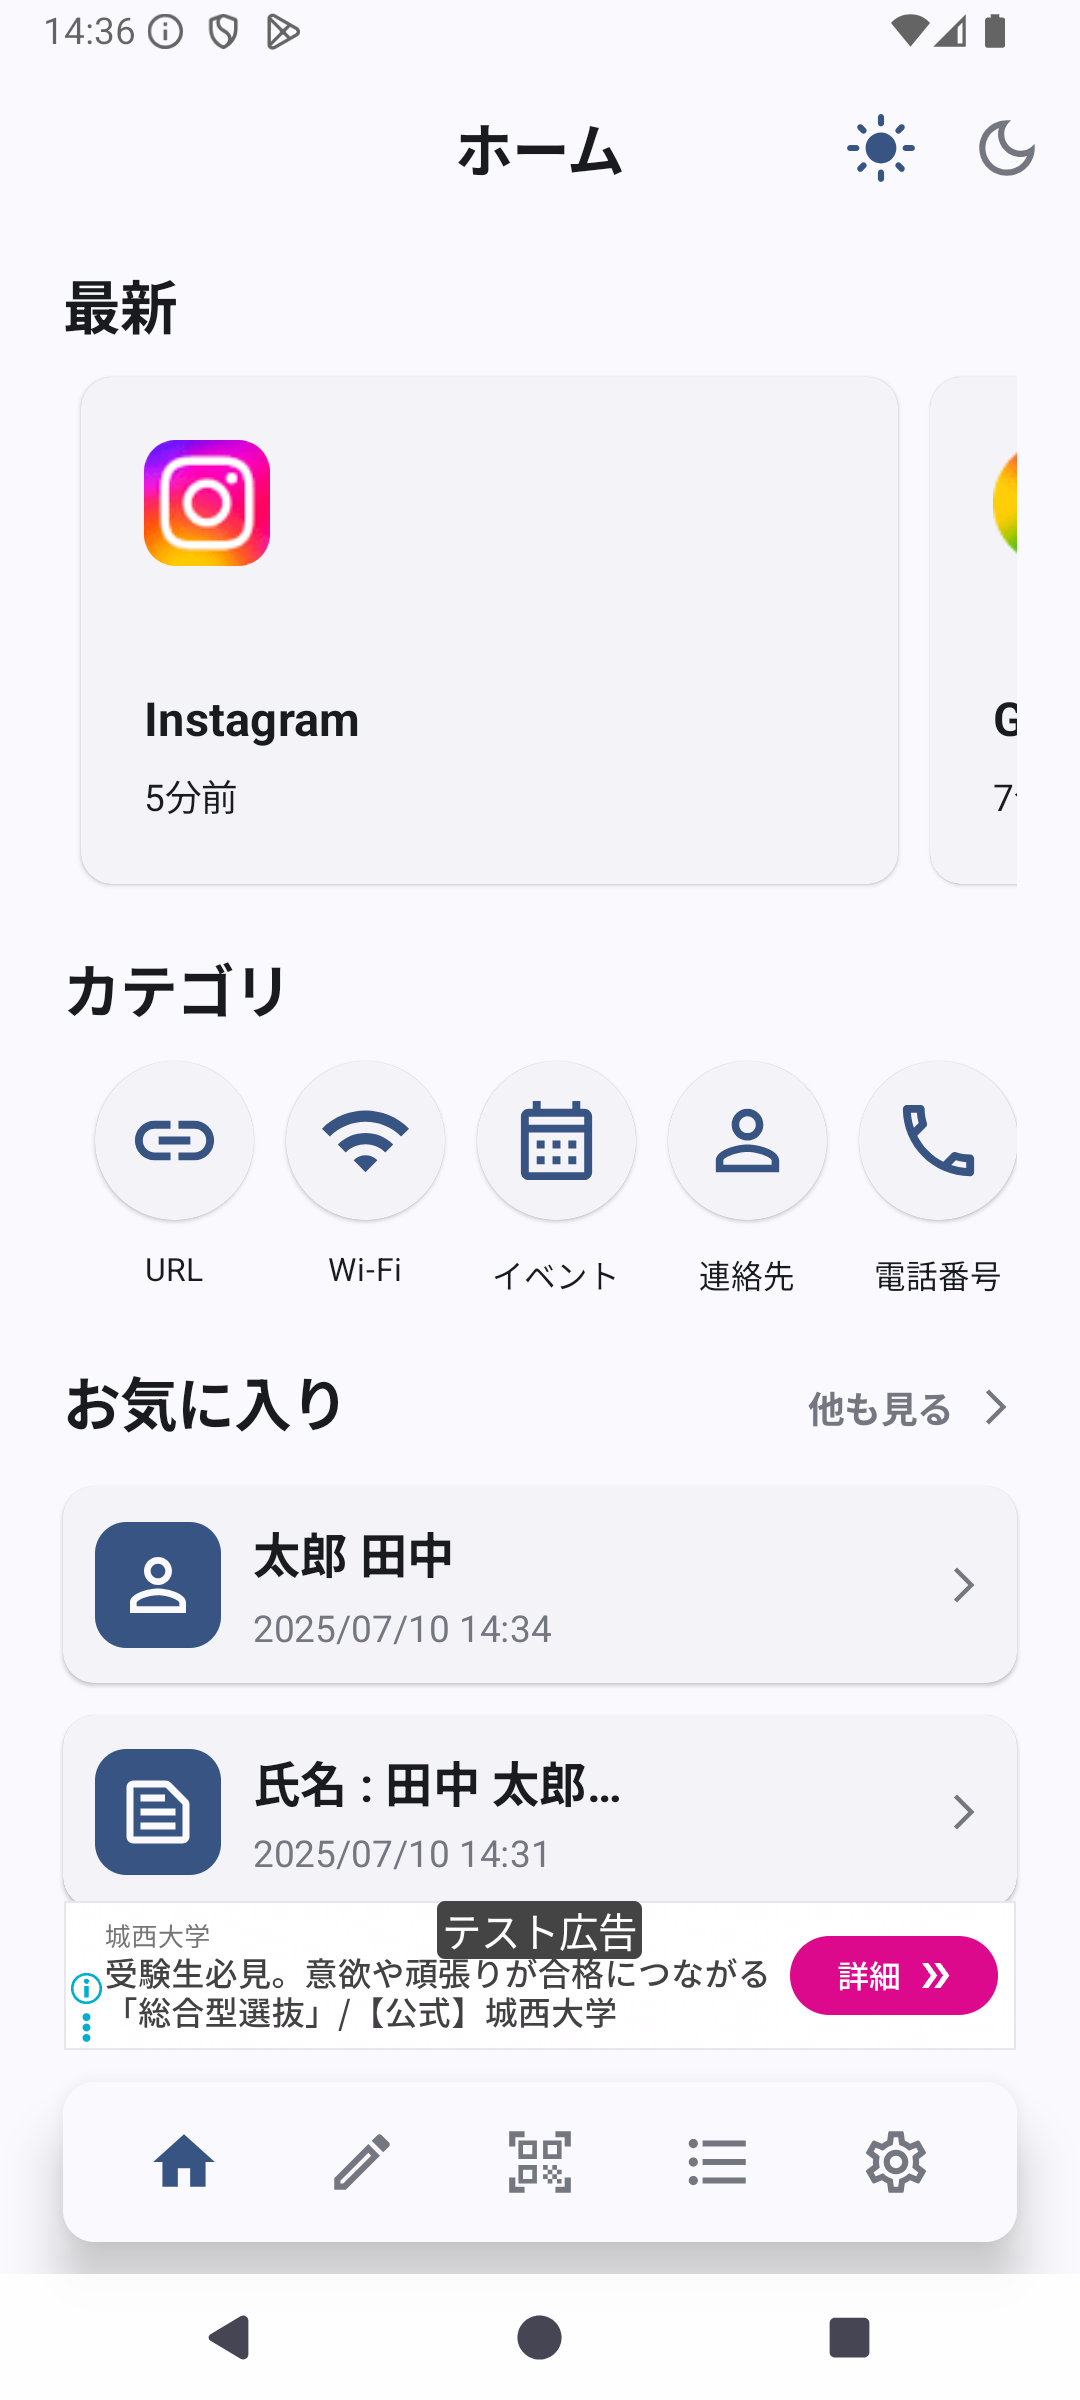 14:36
ホーム
最新
Instagram
5分前
G
7
カテゴリ
URL
Wi-Fi
イベント
連絡先
電話番号
お気に入り
他も見る
太郎 田中
2025/07/10 14:34
氏名 : 田中 太郎...
2025/07/10 14:31
テスト広告
城西大学
受験生必見。意欲や頑張りが合格につながる
「総合型選抜」/【公式】城西大学
詳細